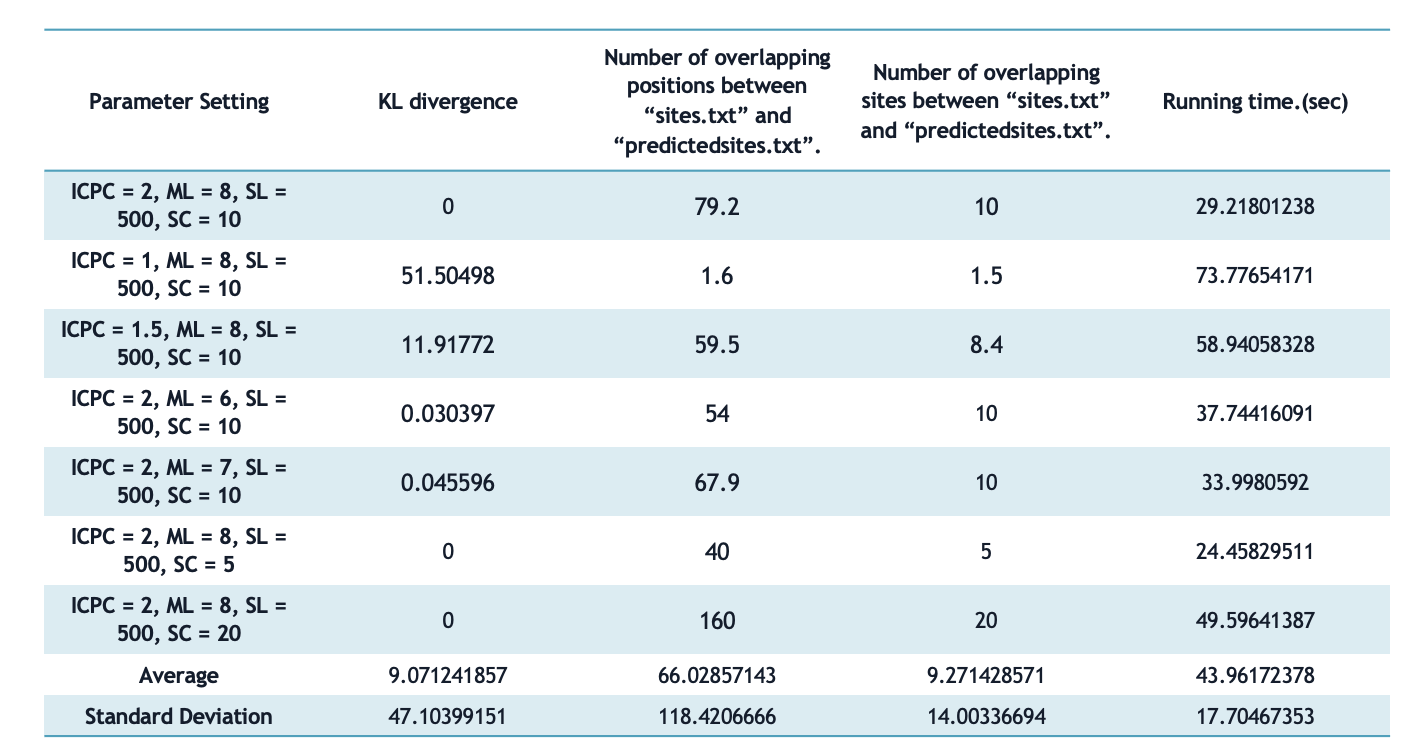 Parameter Setting
KL divergence
Number of overlapping
positions between
“sites.txt” and
“predictedsites.txt”.
Number of overlapping
sites between “sites.txt”
and “predictedsites.txt”.
Running time.(sec)
ICPC = 2, ML = 8, SL =
500, SC = 10
0
79.2
10
29.21801238
ICPC = 1, ML = 8, SL =
500, SC = 10
51.50498
1.6
1.5
73.77654171
ICPC = 1.5, ML = 8, SL =
500, SC = 10
11.91772
59.5
8.4
58.94058328
ICPC = 2, ML = 6, SL =
500, SC = 10
0.030397
54
10
37.74416091
ICPC = 2, ML = 7, SL =
500, SC = 10
0.045596
67.9
10
33.9980592
ICPC = 2, ML = 8, SL =
500, SC = 5
0
40
5
24.45829511
ICPC = 2, ML = 8, SL =
500, SC = 20
0
160
20
49.59641387
Average
9.071241857
66.02857143
9.271428571
43.96172378
Standard Deviation
47.10399151
118.4206666
14.00336694
17.70467353